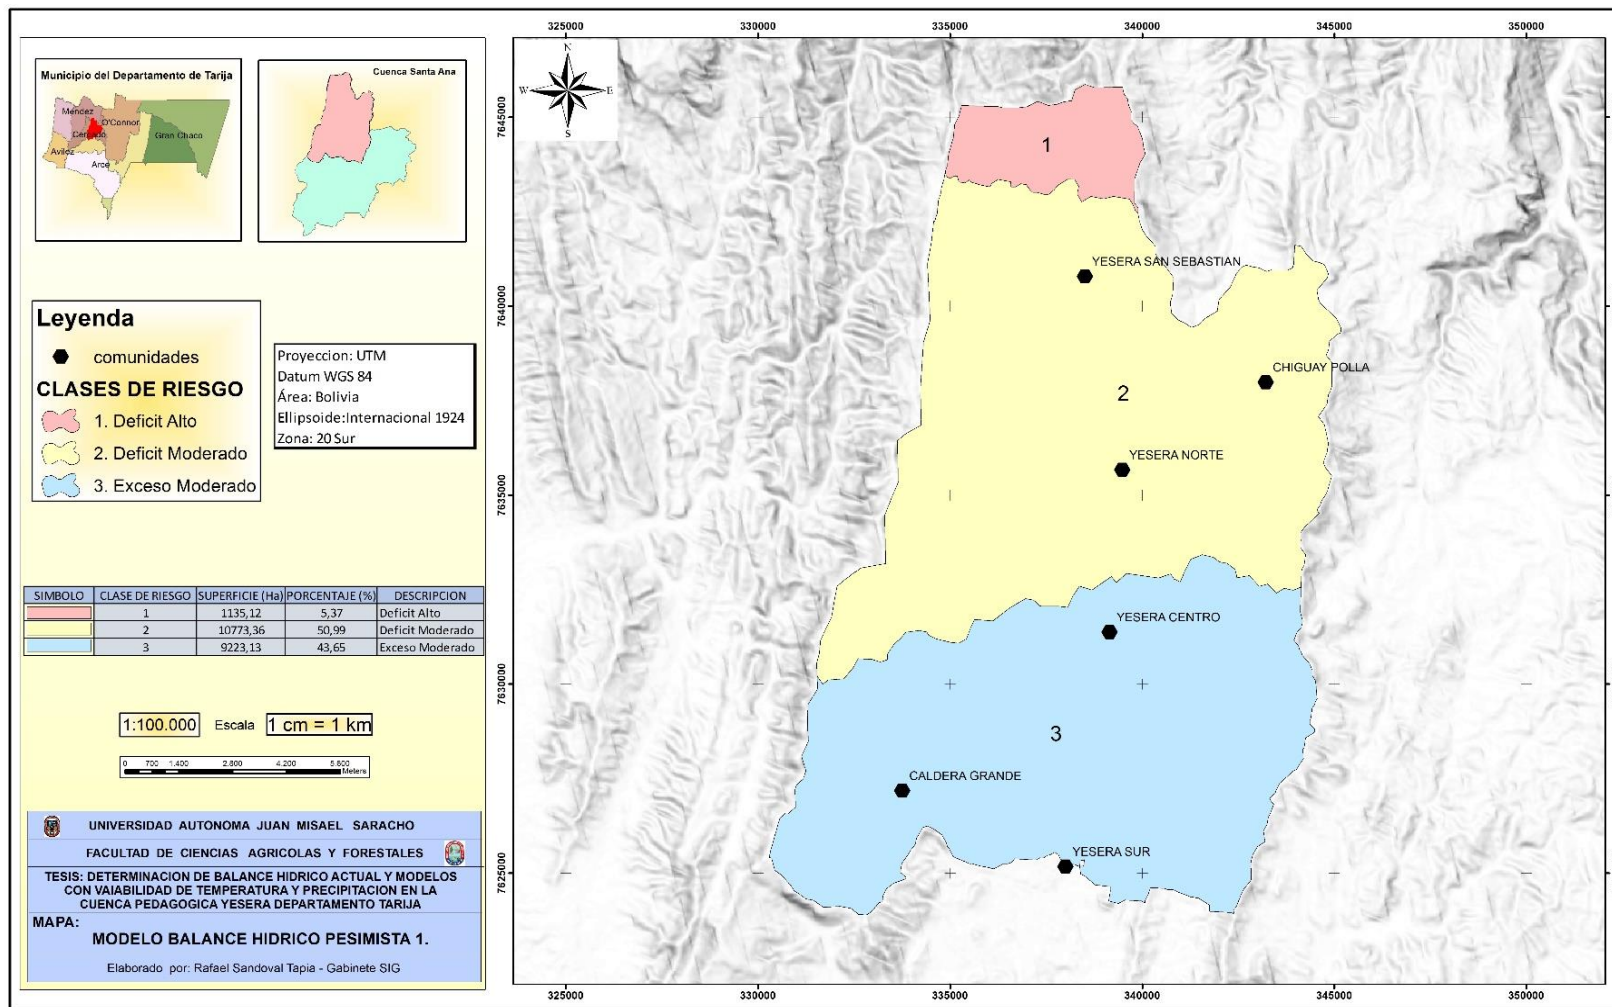 Municipio del Departamento de Tarija
Mendez
O'Connor
Cercado
Gran Chaco
Aviles
Arce
Cuenca Santa Ana
Leyenda
comunidades
CLASES DE RIESGO
1. Deficit Alto
2. Deficit Moderado
3. Exceso Moderado
Proyeccion: UTM
Datum WGS 84
Área: Bolivia
Ellipsoide:Internacional 1924
Zona: 20 Sur
SIMBOLO CLASE DE RIESGO SUPERFICIE (Ha) PORCENTAJE (%) DESCRIPCION
1 1135,12 5,37 Deficit Alto
2 10773,36 50,99 Deficit Moderado
3 9223,13 43,65 Exceso Moderado
1:100.000 Escala 1 cm = 1 km
0 700 1.400 2.800 4.200 5.600
Meters
UNIVERSIDAD AUTONOMA JUAN MISAEL SARACHO
FACULTAD DE CIENCIAS AGRICOLAS Y FORESTALES
TESIS: DETERMINACION DE BALANCE HIDRICO ACTUAL Y MODELOS
CON VAIABILIDAD DE TEMPERATURA Y PRECIPITACION EN LA
CUENCA PEDAGOGICA YESERA DEPARTAMENTO TARIJA
MAPA:
MODELO BALANCE HIDRICO PESIMISTA 1.
Elaborado por: Rafael Sandoval Tapia - Gabinete SIG
325000 330000 335000 340000 345000 350000
N
W E
S
7645000
7640000
7635000
7630000
7625000
1
YESERA SAN SEBASTIAN
CHIGUAY POLLA
2
YESERA NORTE
YESERA CENTRO
3
CALDERA GRANDE
YESERA SUR
7645000
7640000
7635000
7630000
7625000
325000 330000 335000 340000 345000 350000